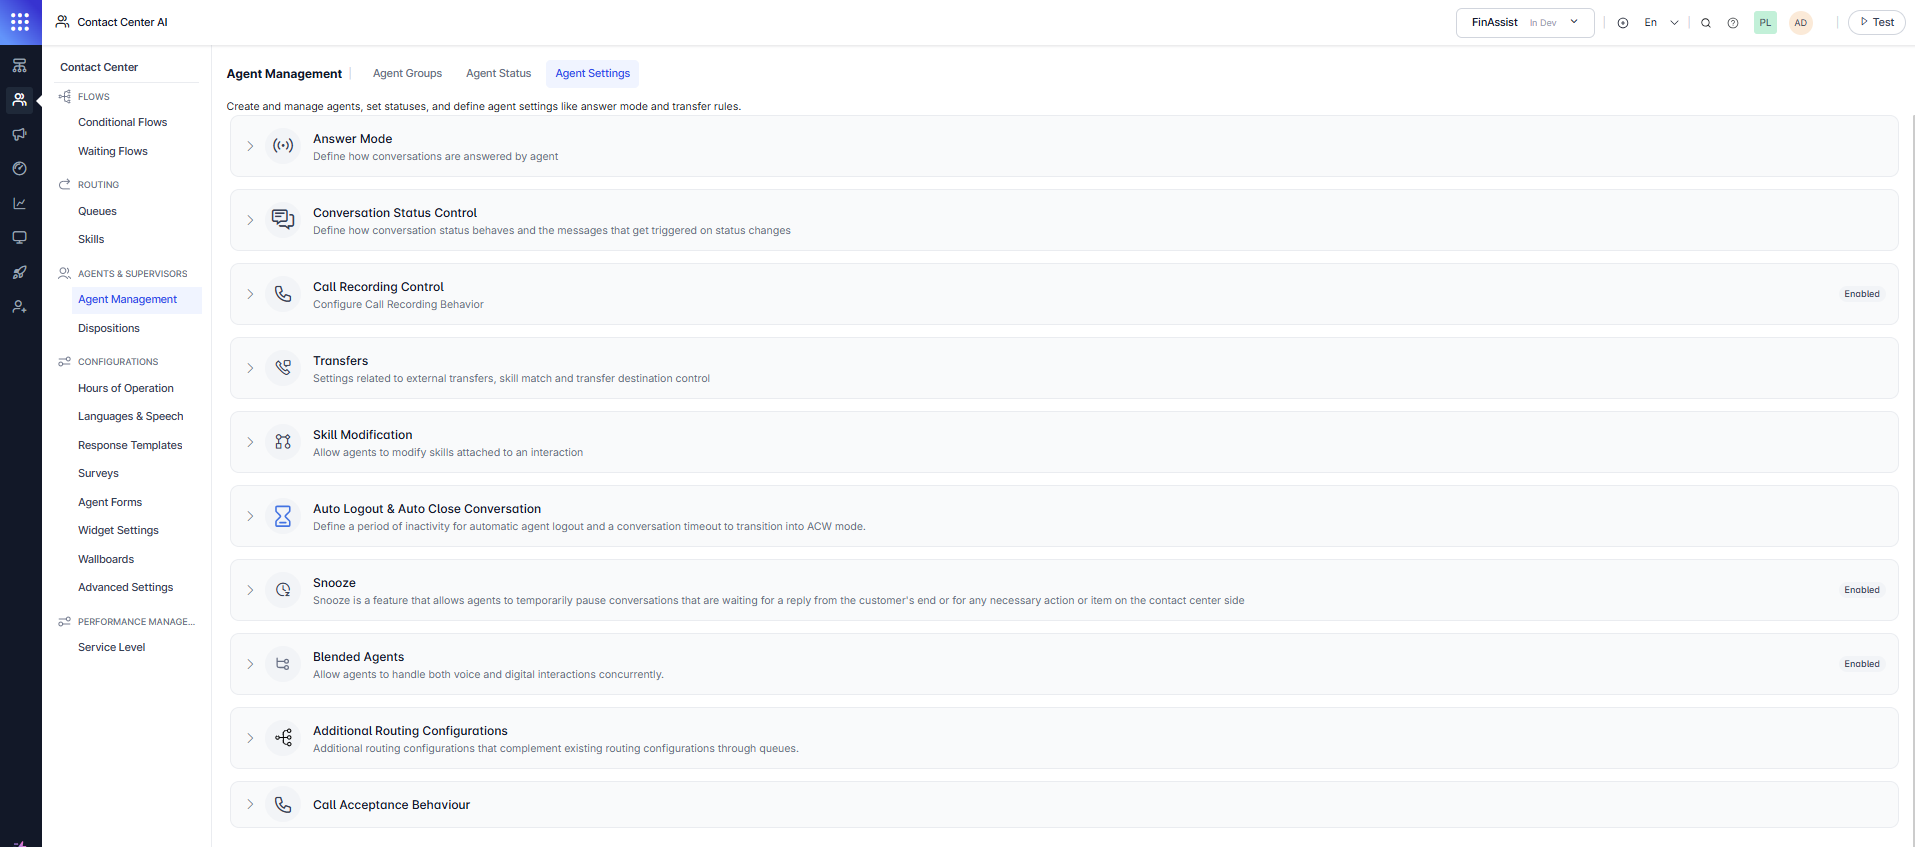 Contact Center AI
FinAssist In Dev
En
PL
AD
Test
Contact Center
FLOWS
Conditional Flows
Waiting Flows
ROUTING
Queues
Skills
AGENTS & SUPERVISORS
Agent Management
Dispositions
CONFIGURATIONS
Hours of Operation
Languages & Speech
Response Templates
Surveys
Agent Forms
Widget Settings
Wallboards
Advanced Settings
PERFORMANCE MANAGE...
Service Level
Agent Management
Agent Groups
Agent Status
Agent Settings
Create and manage agents, set statuses, and define agent settings like answer mode and transfer rules.
Answer Mode
Define how conversations are answered by agent
Conversation Status Control
Define how conversation status behaves and the messages that get triggered on status changes
Call Recording Control
Configure Call Recording Behavior
Enabled
Transfers
Settings related to external transfers, skill match and transfer destination control
Skill Modification
Allow agents to modify skills attached to an interaction
Auto Logout & Auto Close Conversation
Define a period of inactivity for automatic agent logout and a conversation timeout to transition into ACW mode.
Snooze
Snooze is a feature that allows agents to temporarily pause conversations that are waiting for a reply from the customer's end or for any necessary action or item on the contact center side
Enabled
Blended Agents
Allow agents to handle both voice and digital interactions concurrently.
Enabled
Additional Routing Configurations
Additional routing configurations that complement existing routing configurations through queues.
Call Acceptance Behaviour